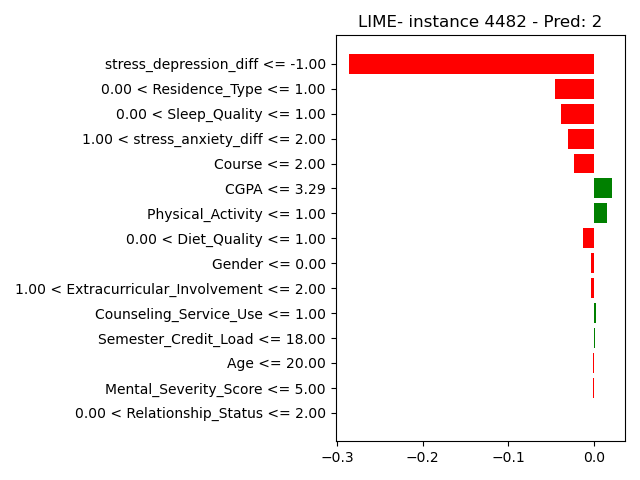 LIME- instance 4482 - Pred: 2
stress_depression_diff <= -1.00
0.00 < Residence_Type <= 1.00
0.00 < Sleep_Quality <= 1.00
1.00 < stress_anxiety_diff <= 2.00
Course <= 2.00
CGPA <= 3.29
Physical_Activity <= 1.00
0.00 < Diet_Quality <= 1.00
Gender <= 0.00
1.00 < Extracurricular_Involvement <= 2.00
Counseling_Service_Use <= 1.00
Semester_Credit_Load <= 18.00
Age <= 20.00
Mental_Severity_Score <= 5.00
0.00 < Relationship_Status <= 2.00
−0.3 −0.2 −0.1 0.0